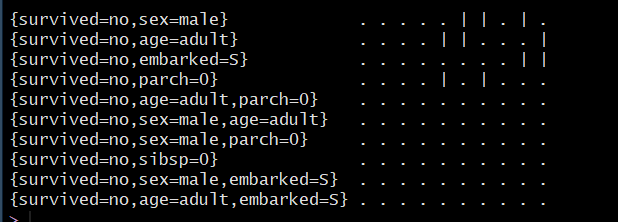 {survived=no,sex=male} . . . . . | | . | .
{survived=no,age=adult} . . . . | | . . . |
{survived=no,embarked=S} . . . . . . . . | |
{survived=no,parch=0} . . . . | . | . . .
{survived=no,age=adult,parch=0} . . . . . . . . . .
{survived=no,sex=male,age=adult} . . . . . . . . . .
{survived=no,sex=male,parch=0} . . . . . . . . . .
{survived=no,sibsp=0} . . . . . . . . . .
{survived=no,sex=male,embarked=S} . . . . . . . . . .
{survived=no,age=adult,embarked=S} . . . . . . . . . .
>